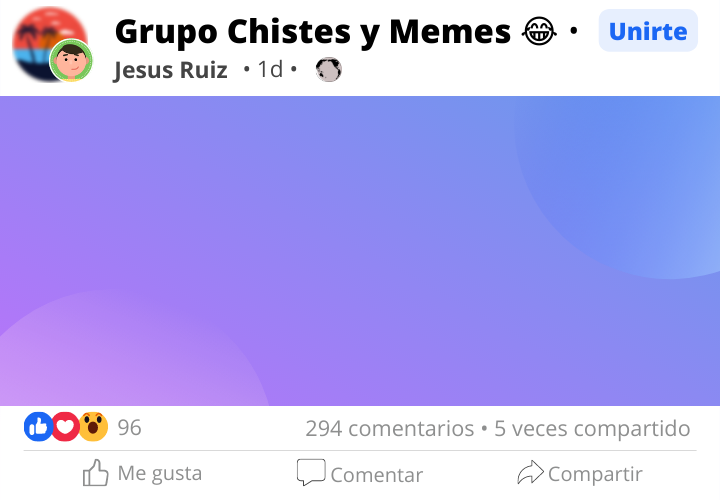 Grupo Chistes y Memes 😂 • Unirte
Jesus Ruiz • 1d •
96 294 comentarios • 5 veces compartido
Me gusta Comentar Compartir